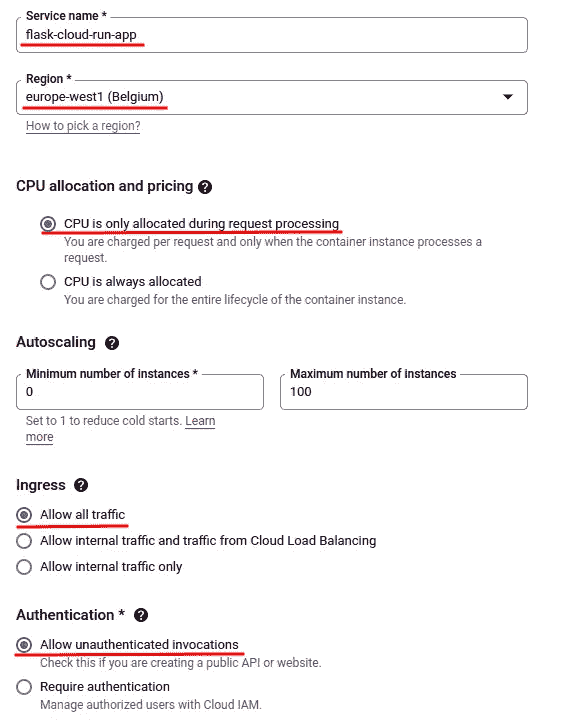 Service name *
flask-cloud-run-app
Region *
europe-west1 (Belgium)
How to pick a region?
CPU allocation and pricing ?
CPU is only allocated during request processing
You are charged per request and only when the container instance processes a
request.
CPU is always allocated
You are charged for the entire lifecycle of the container instance.
Autoscaling ?
Minimum number of instances * Maximum number of instances
0 100
Set to 1 to reduce cold starts. Learn
more
Ingress ?
Allow all traffic
Allow internal traffic and traffic from Cloud Load Balancing
Allow internal traffic only
Authentication * ?
Allow unauthenticated invocations
Check this if you are creating a public API or website.
Require authentication
Manage authorized users with Cloud IAM.